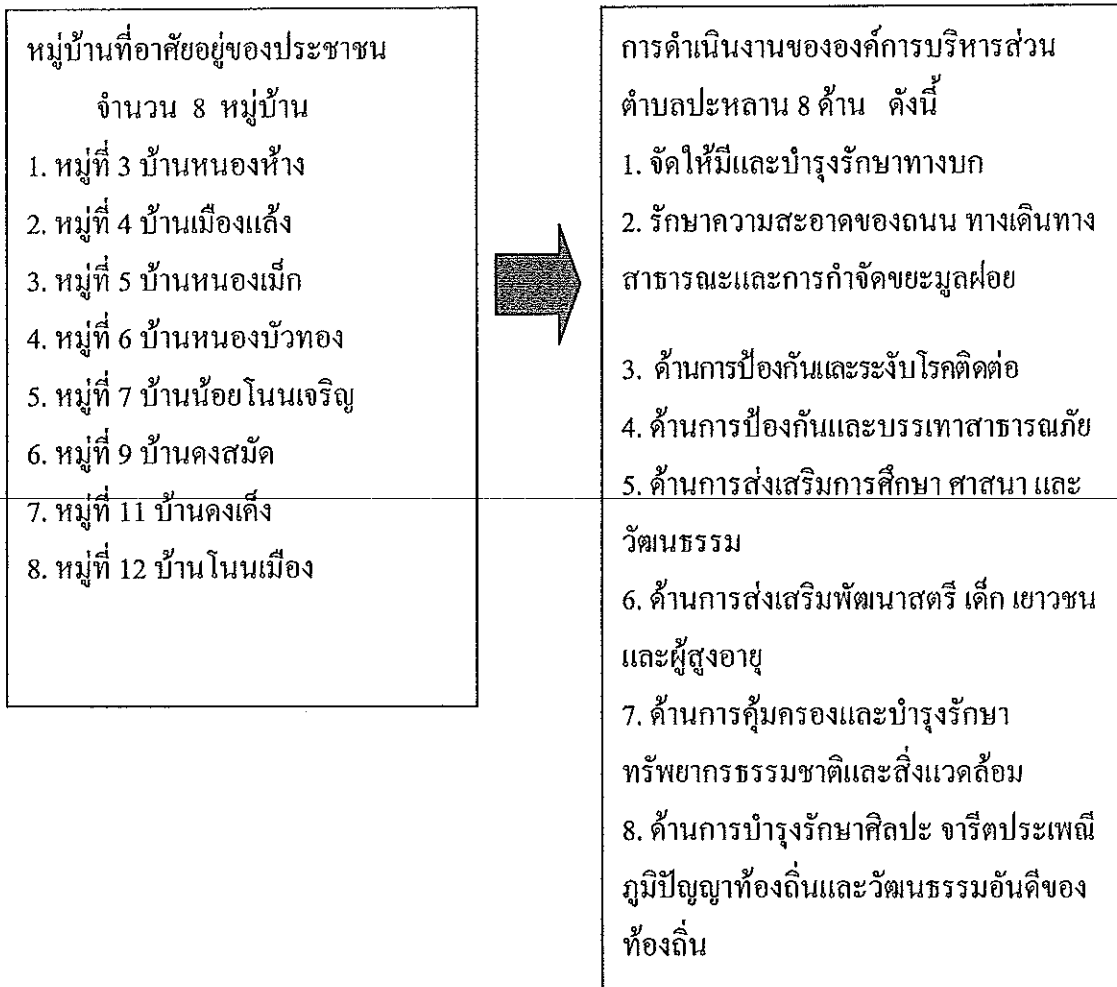 หมู่บ้านที่อาศัยอยู่ของประชาชน
จำนวน 8 หมู่บ้าน
1. หมู่ที่ 3 บ้านหนองห้าง
2. หมู่ที่ 4 บ้านเมืองแล้ง
3. หมู่ที่ 5 บ้านหนองเม็ก
4. หมู่ที่ 6 บ้านหนองบัวทอง
5. หมู่ที่ 7 บ้านน้อยโนนเจริญ
6. หมู่ที่ 9 บ้านดงสมัด
7. หมู่ที่ 11 บ้านดงเค็ง
8. หมู่ที่ 12 บ้านโนนเมือง
การดำเนินงานขององค์การบริหารส่วน
ตำบลปะหลาน 8 ด้าน ดังนี้
1. จัดให้มีและบำรุงรักษาทางบก
2. รักษาความสะอาดของถนน ทางเดินทาง
สาธารณะและการกำจัดขยะมูลฝอย
3. ด้านการป้องกันและระงับโรคติดต่อ
4. ด้านการป้องกันและบรรเทาสาธารณภัย
5. ด้านการส่งเสริมการศึกษา ศาสนา และ
วัฒนธรรม
6. ด้านการส่งเสริมพัฒนาสตรี เด็ก เยาวชน
และผู้สูงอายุ
7. ด้านการคุ้มครองและบำรุงรักษา
ทรัพยากรธรรมชาติและสิ่งแวดล้อม
8. ด้านการบำรุงรักษาศิลปะ จารีตประเพณี
ภูมิปัญญาท้องถิ่นและวัฒนธรรมอันดีของ
ท้องถิ่น